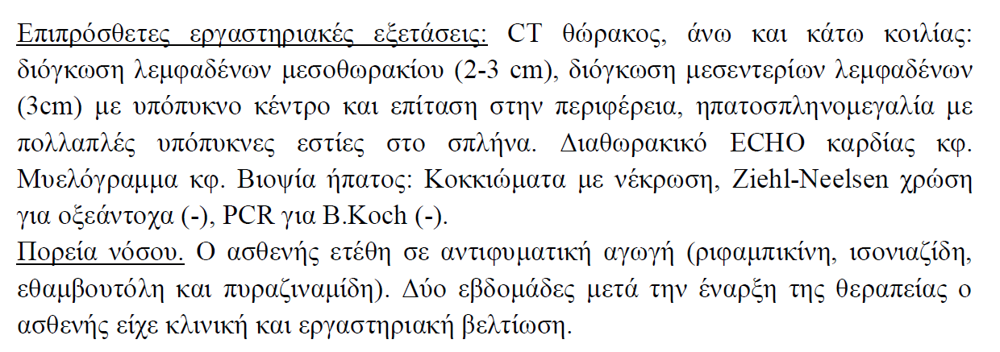 Επιπρόσθετες εργαστηριακές εξετάσεις: CT θώρακος, άνω και κάτω κοιλίας:
διόγκωση λεμφαδένων μεσοθωρακίου (2-3 cm), διόγκωση μεσεντερίων λεμφαδένων
(3cm) με υπόπυκνο κέντρο και επίταση στην περιφέρεια, ηπατοσπληνομεγαλία με
πολλαπλές υπόπυκνες εστίες στο σπλήνα. Διαθωρακικό ECHO καρδίας κφ.
Μυελόγραμμα κφ. Βιοψία ήπατος: Κοκκιώματα με νέκρωση, Ziehl-Neelsen χρώση
για οξεάντοχα (-), PCR για B.Koch (-).
Πορεία νόσου. Ο ασθενής ετέθη σε αντιφυματική αγωγή (ριφαμπικίνη, ισονιαζίδη,
εθαμβουτόλη και πυραζιναμίδη). Δύο εβδομάδες μετά την έναρξη της θεραπείας ο
ασθενής είχε κλινική και εργαστηριακή βελτίωση.